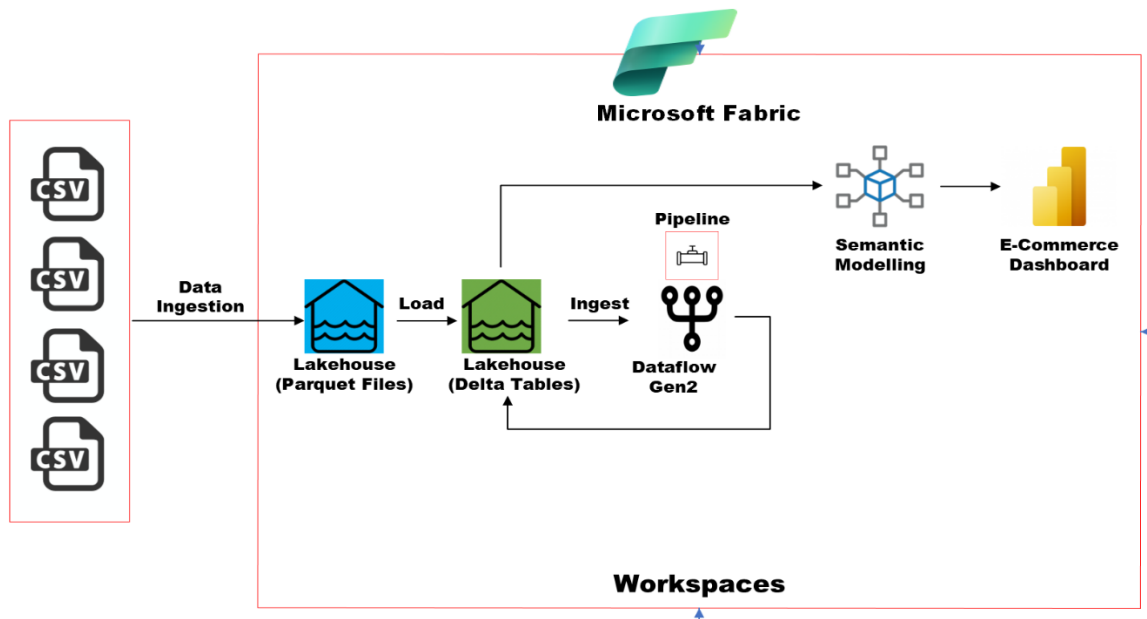 Microsoft Fabric
CSV
CSV
CSV
CSV
Data
Ingestion
Lakehouse
(Parquet Files)
Load
Lakehouse
(Delta Tables)
Ingest
Pipeline
Dataflow
Gen2
Semantic
Modelling
E-Commerce
Dashboard
Workspaces